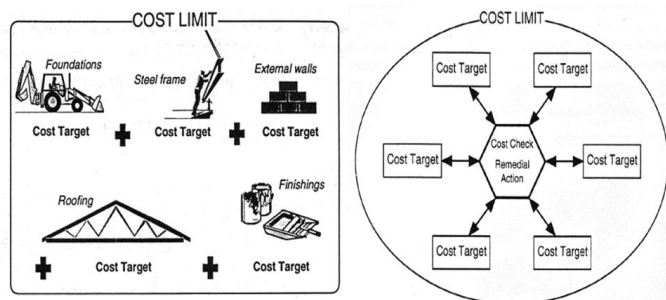 COST LIMIT
Foundations
Steel frame
External walls
Cost Target
Cost Target
Cost Target
Roofing
Finishings
Cost Target
Cost Target
COST LIMIT
Cost Target
Cost Target
Cost Target
Cost Check
Remedial
Action
Cost Target
Cost Target
Cost Target